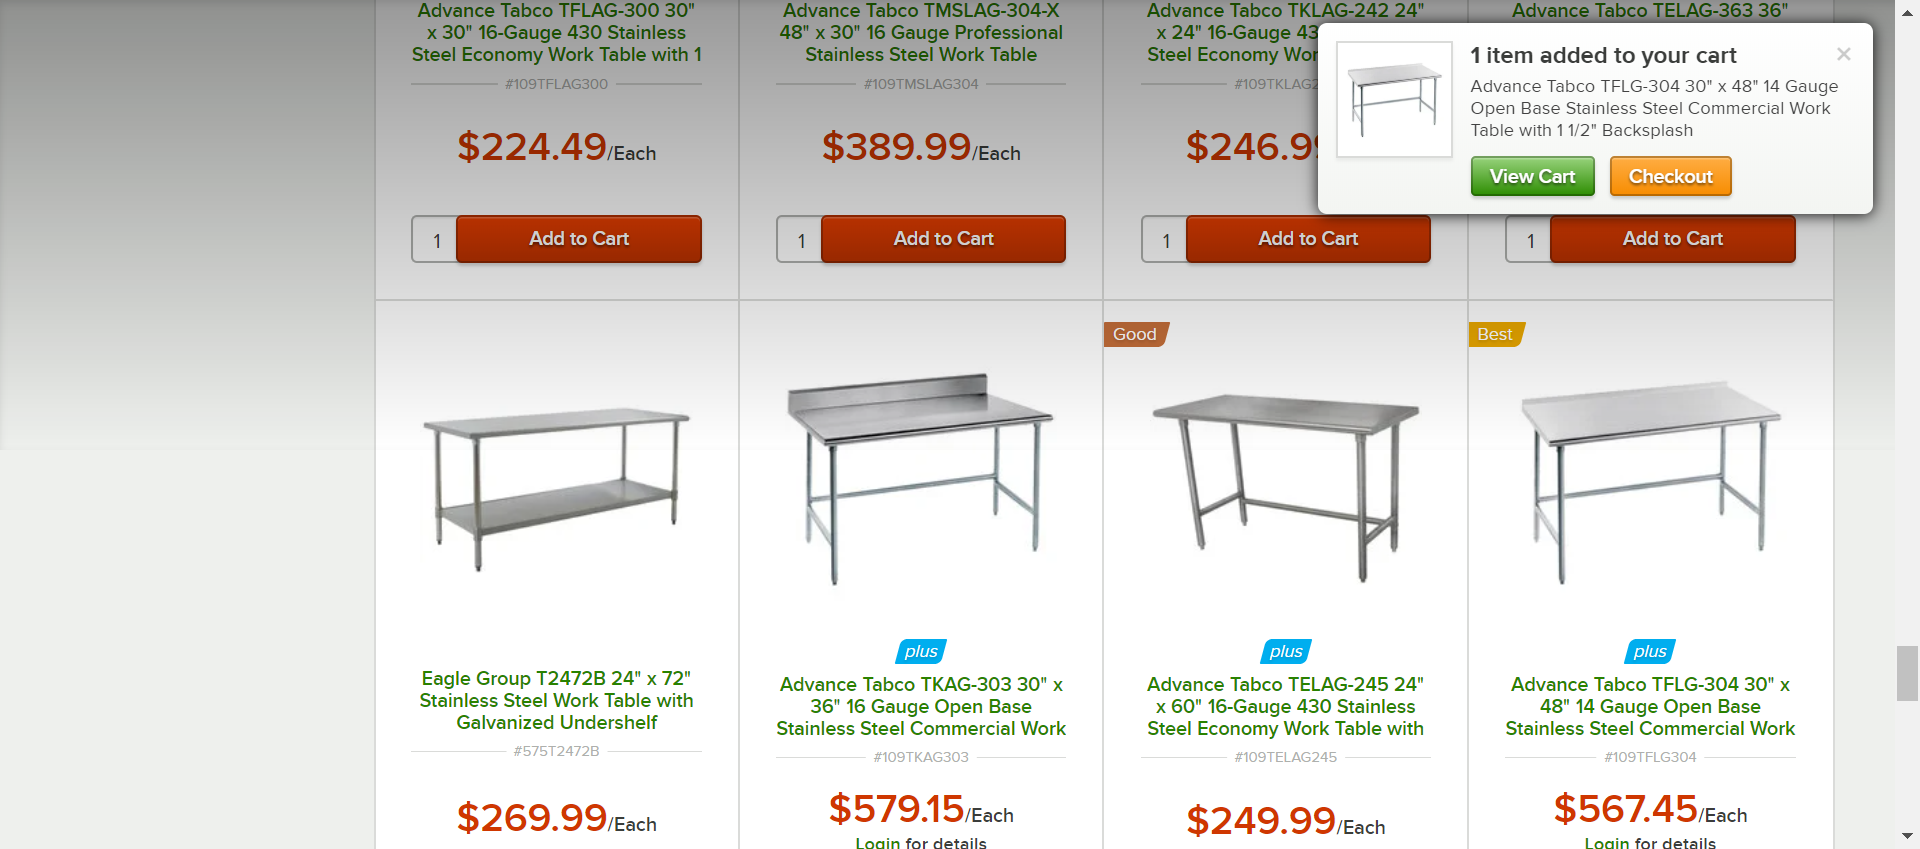 Advance Tabco TFLAG-300 30"
x 30" 16-Gauge 430 Stainless
Steel Economy Work Table with 1
#109TFLAG300
$224.49/Each
1
Add to Cart
Advance Tabco TMSLAG-304-X
48" x 30" 16 Gauge Professional
Stainless Steel Work Table
#109TMSLAG304
$389.99/Each
1
Add to Cart
Advance Tabco TKLAG-242 24"
x 24" 16-Gauge 43
Steel Economy Wor
#109TKLAG2
$246.9
1
Add to Cart
Advance Tabco TELAG-363 36"
1
Add to Cart
1 item added to your cart
×
Advance Tabco TFLG-304 30" x 48" 14 Gauge
Open Base Stainless Steel Commercial Work
Table with 1 1/2" Backsplash
View Cart
Checkout
Eagle Group T2472B 24" x 72"
Stainless Steel Work Table with
Galvanized Undershelf
#575T2472B
$269.99/Each
plus
Advance Tabco TKAG-303 30" x
36" 16 Gauge Open Base
Stainless Steel Commercial Work
#109TKAG303
$579.15/Each
Login for details
Good
plus
Advance Tabco TELAG-245 24"
x 60" 16-Gauge 430 Stainless
Steel Economy Work Table with
#109TELAG245
$249.99/Each
Best
plus
Advance Tabco TFLG-304 30" x
48" 14 Gauge Open Base
Stainless Steel Commercial Work
#109TFLG304
$567.45/Each
Login for details